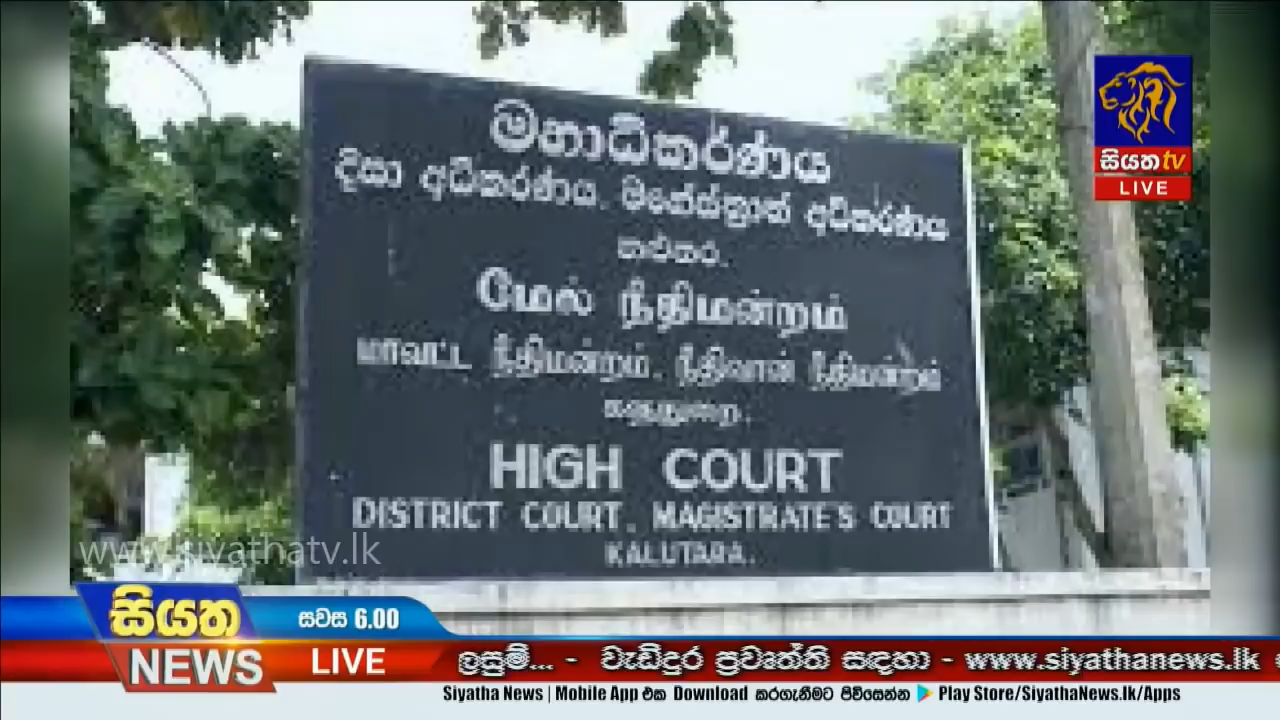 සියත tv
LIVE
මහාධිකරණය
දිසා අධිකරණය, මහේස්ත්‍රාත් අධිකරණය
කළුතර.
மேல் நீதிமன்றம்
மாவட்ட நீதிமன்றம், நீதிவான் நீதிமன்றம்
களுத்துறை.
HIGH COURT
DISTRICT COURT, MAGISTRATE'S COURT
KALUTARA.
www.siyathatv.lk
සියත
සවස 6.00
NEWS
LIVE
ලසුම්... - වැඩිදුර ප්‍රවෘත්ති සඳහා - www.siyathanews.lk
Siyatha News | Mobile App එක Download කරගැනීමට පිවිසෙන්න Play Store/SiyathaNews.lk/Apps